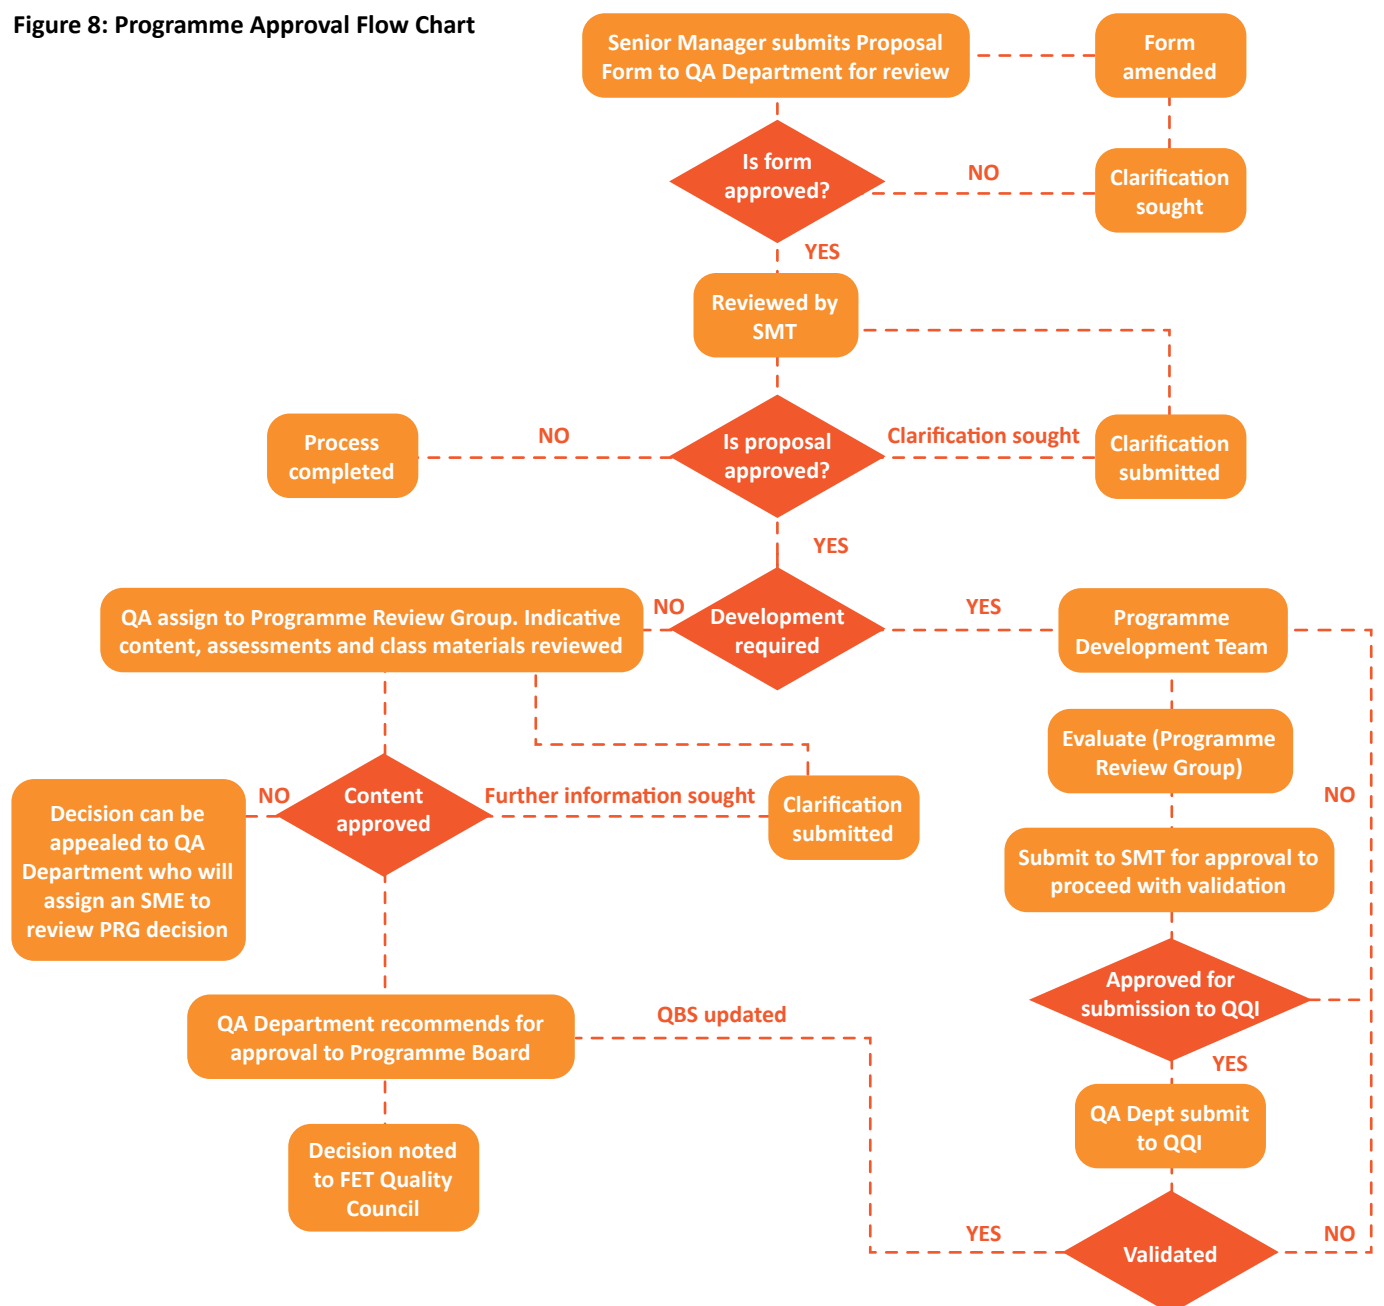 Figure 8: Programme Approval Flow Chart
Senior Manager submits Proposal
Form to QA Department for review
Form
amended
Is form
approved?
NO
Clarification
sought
YES
Reviewed by
SMT
Process
completed
NO
Is proposal
approved?
Clarification sought
Clarification
submitted
YES
QA assign to Programme Review Group. Indicative
content, assessments and class materials reviewed
NO
Development
required
YES
Programme
Development Team
Evaluate (Programme
Review Group)
NO
Decision can be
appealed to QA
Department who will
assign an SME to
review PRG decision
NO
Content
approved
Further information sought
Clarification
submitted
Submit to SMT for approval to
proceed with validation
Approved for
submission to QQI
QA Department recommends for
approval to Programme Board
QBS updated
YES
QA Dept submit
to QQI
Decision noted
to FET Quality
Council
YES
Validated
NO